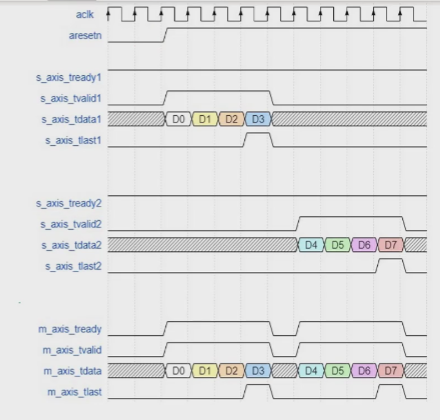 aclk
aresetn
s_axis_tready1
s_axis_tvalid1
s_axis_tdata1 D0 D1 D2 D3
s_axis_tlast1
s_axis_tready2
s_axis_tvalid2
s_axis_tdata2 D4 D5 D6 D7
s_axis_tlast2
m_axis_tready
m_axis_tvalid
m_axis_tdata D0 D1 D2 D3 D4 D5 D6 D7
m_axis_tlast